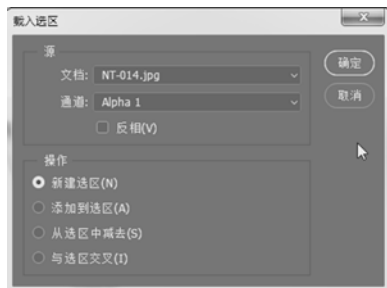 载入选区
源
文档: NT-014.jpg
通道: Alpha 1
反相(V)
确定
取消
操作
新建选区(N)
添加到选区(A)
从选区中减去(S)
与选区交叉(I)